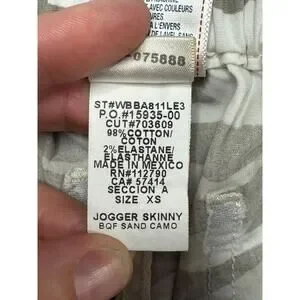 AVEC COULEURS
À L'ENVERS
075888
ST#WBBA811LE3
P.O.#15935-00
CUT#703609
98%COTTON/
COTON
2%ELASTANE/
ELASTHANNE
MADE IN MEXICO
RN#112790
CA# 57414
SECCION A
SIZE XS
JOGGER SKINNY
BQF SAND CAMO